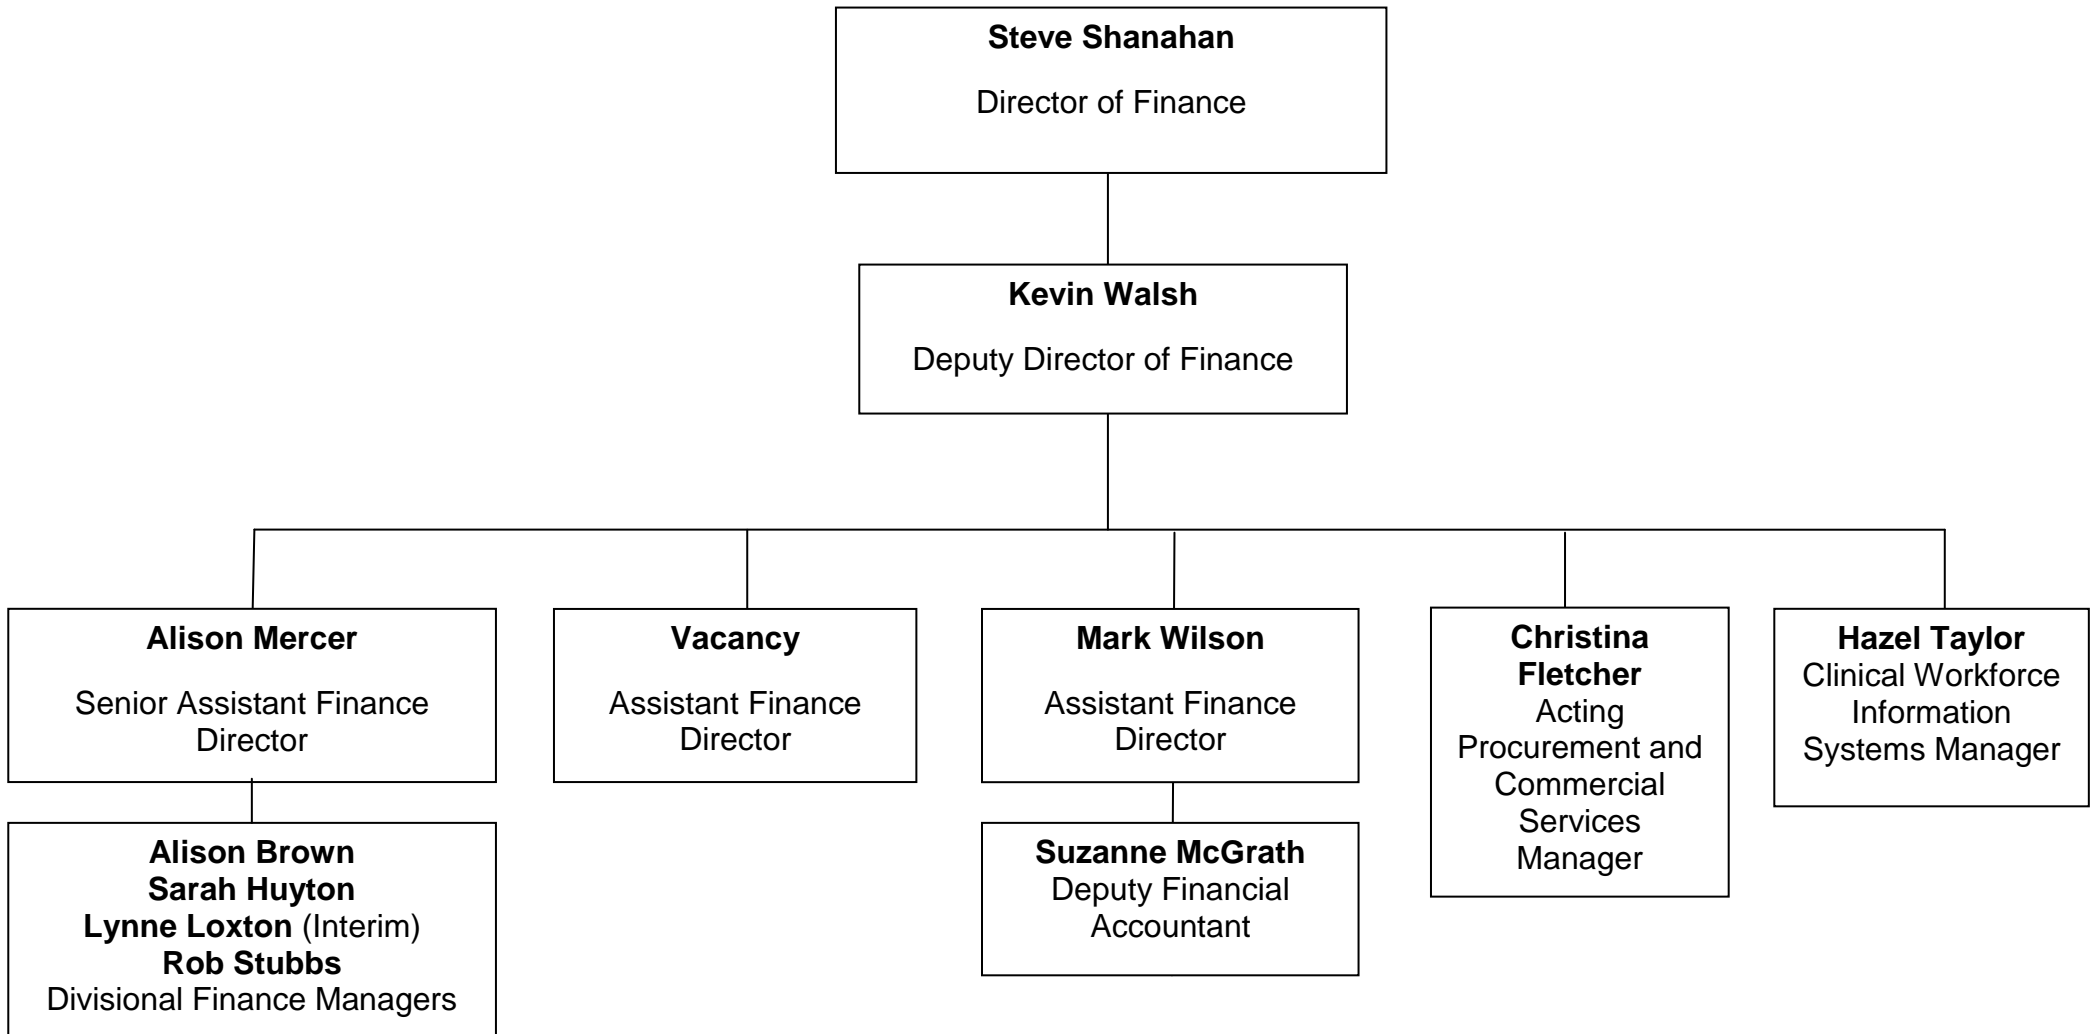 Steve Shanahan
Director of Finance
Kevin Walsh
Deputy Director of Finance
Alison Mercer
Senior Assistant Finance
Director
Vacancy
Assistant Finance
Director
Mark Wilson
Assistant Finance
Director
Christina
Fletcher
Acting
Procurement and
Commercial
Services
Manager
Hazel Taylor
Clinical Workforce
Information
Systems Manager
Alison Brown
Sarah Huyton
Lynne Loxton (Interim)
Rob Stubbs
Divisional Finance Managers
Suzanne McGrath
Deputy Financial
Accountant